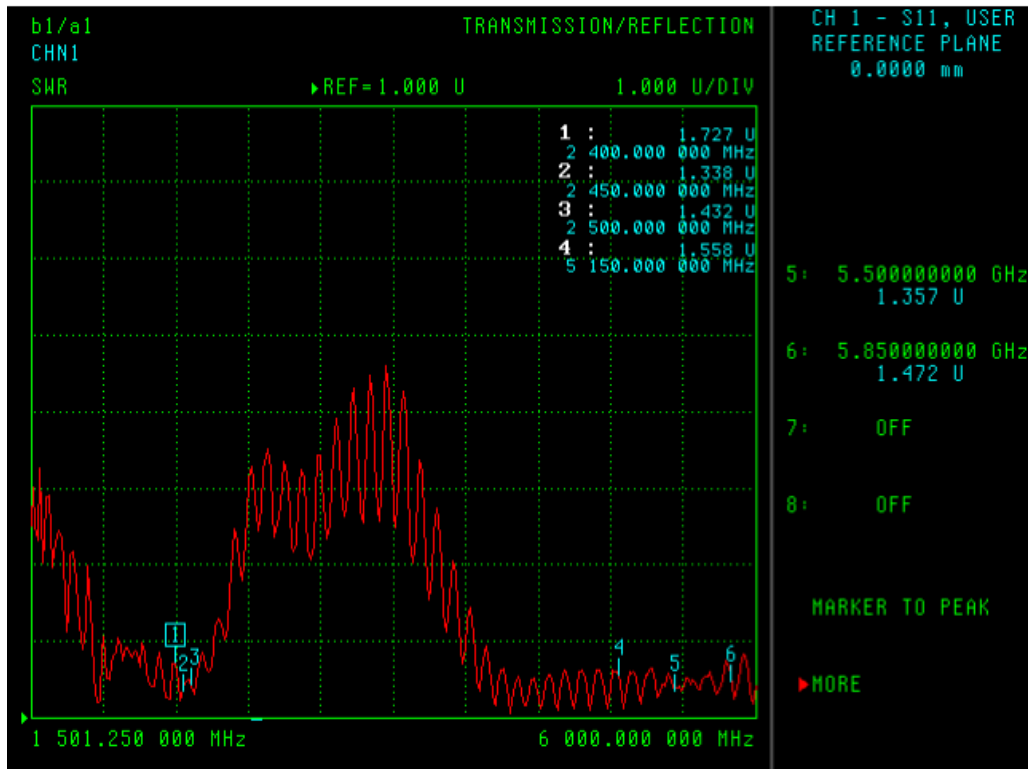 b1/a1 TRANSMISSION/REFLECTION
CHN1
SWR ▶REF=1.000 U 1.000 U/DIV
1 : 1.727 U
2 400.000 000 MHz
2 : 1.338 U
2 450.000 000 MHz
3 : 1.432 U
2 500.000 000 MHz
4 : 1.558 U
5 150.000 000 MHz
1
2
3
4
5
6
1 501.250 000 MHz 6 000.000 000 MHz
CH 1 - S11, USER
REFERENCE PLANE
0.0000 mm
5: 5.500000000 GHz
1.357 U
6: 5.850000000 GHz
1.472 U
7: OFF
8: OFF
MARKER TO PEAK
▶MORE